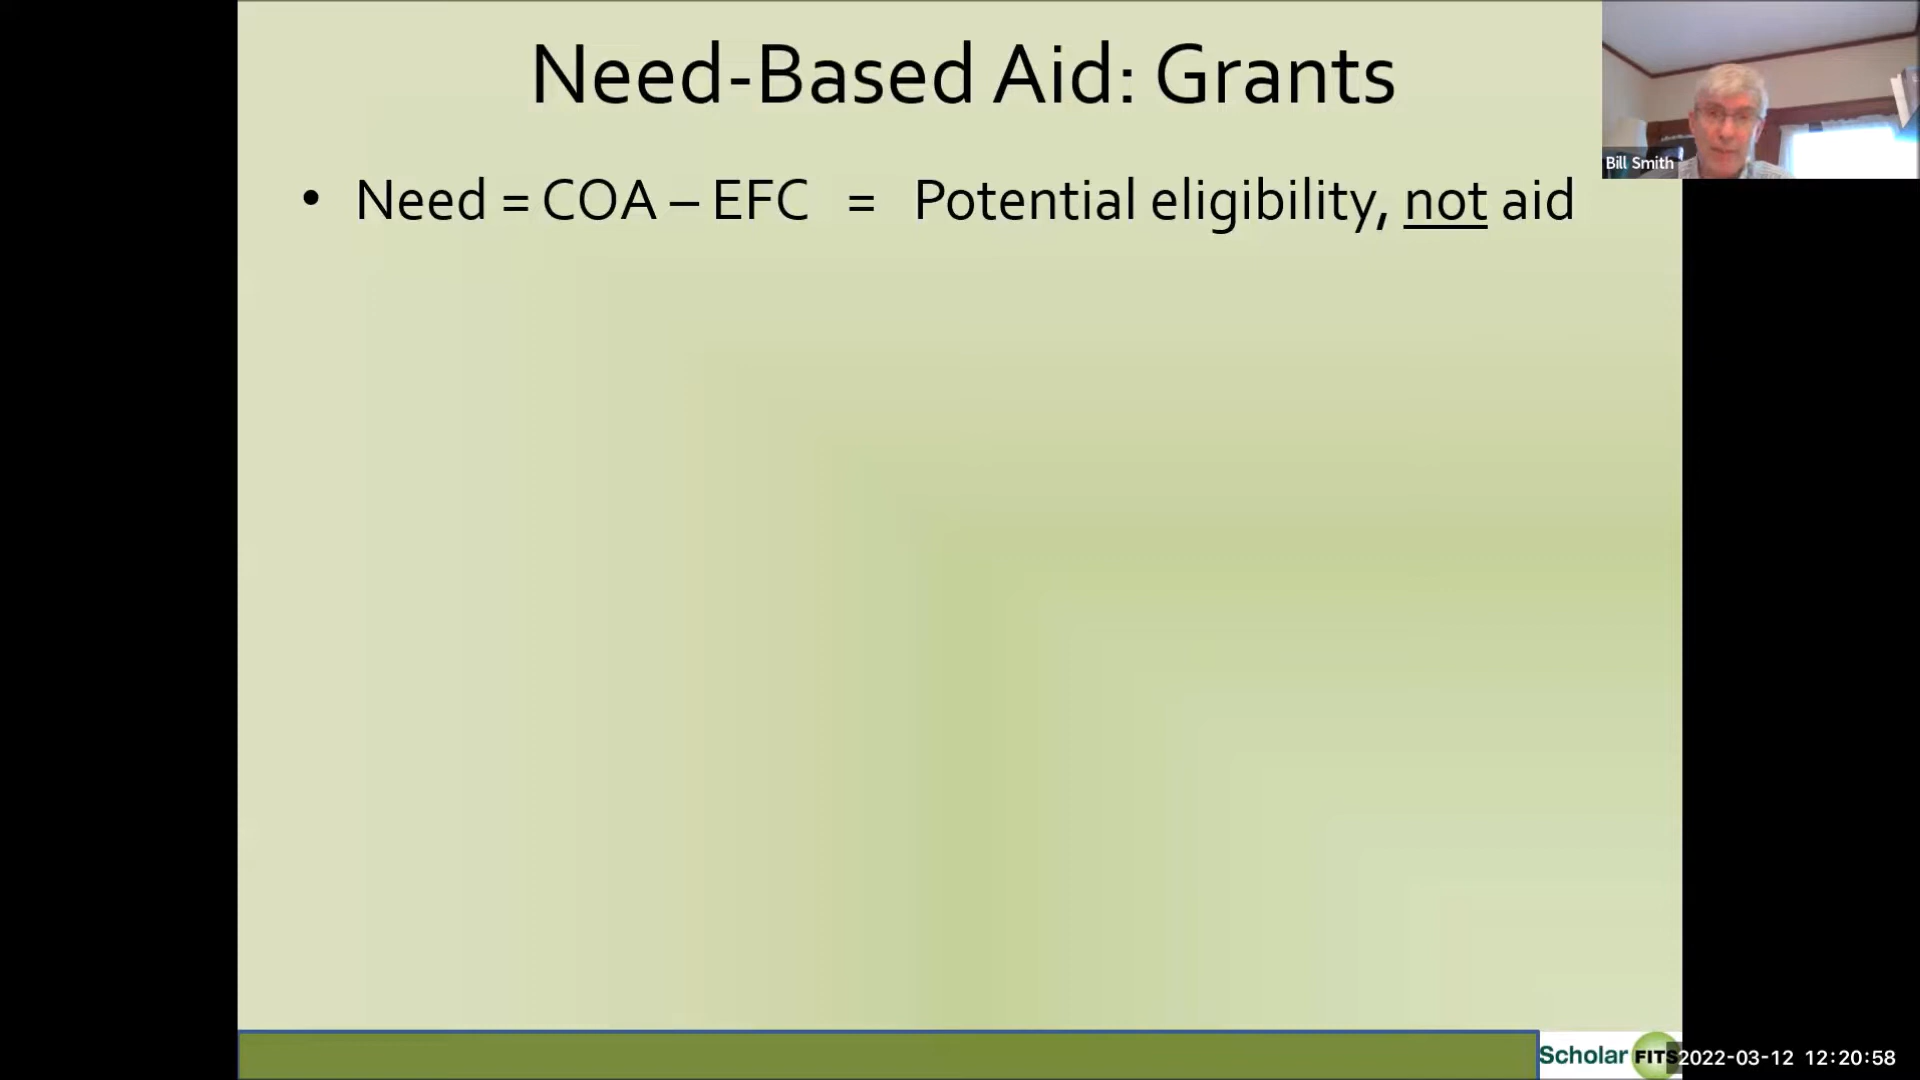 Need-Based Aid: Grants
Bill Smith
• Need = COA – EFC = Potential eligibility, not aid
Scholar FITS
2022-03-12 12:20:58